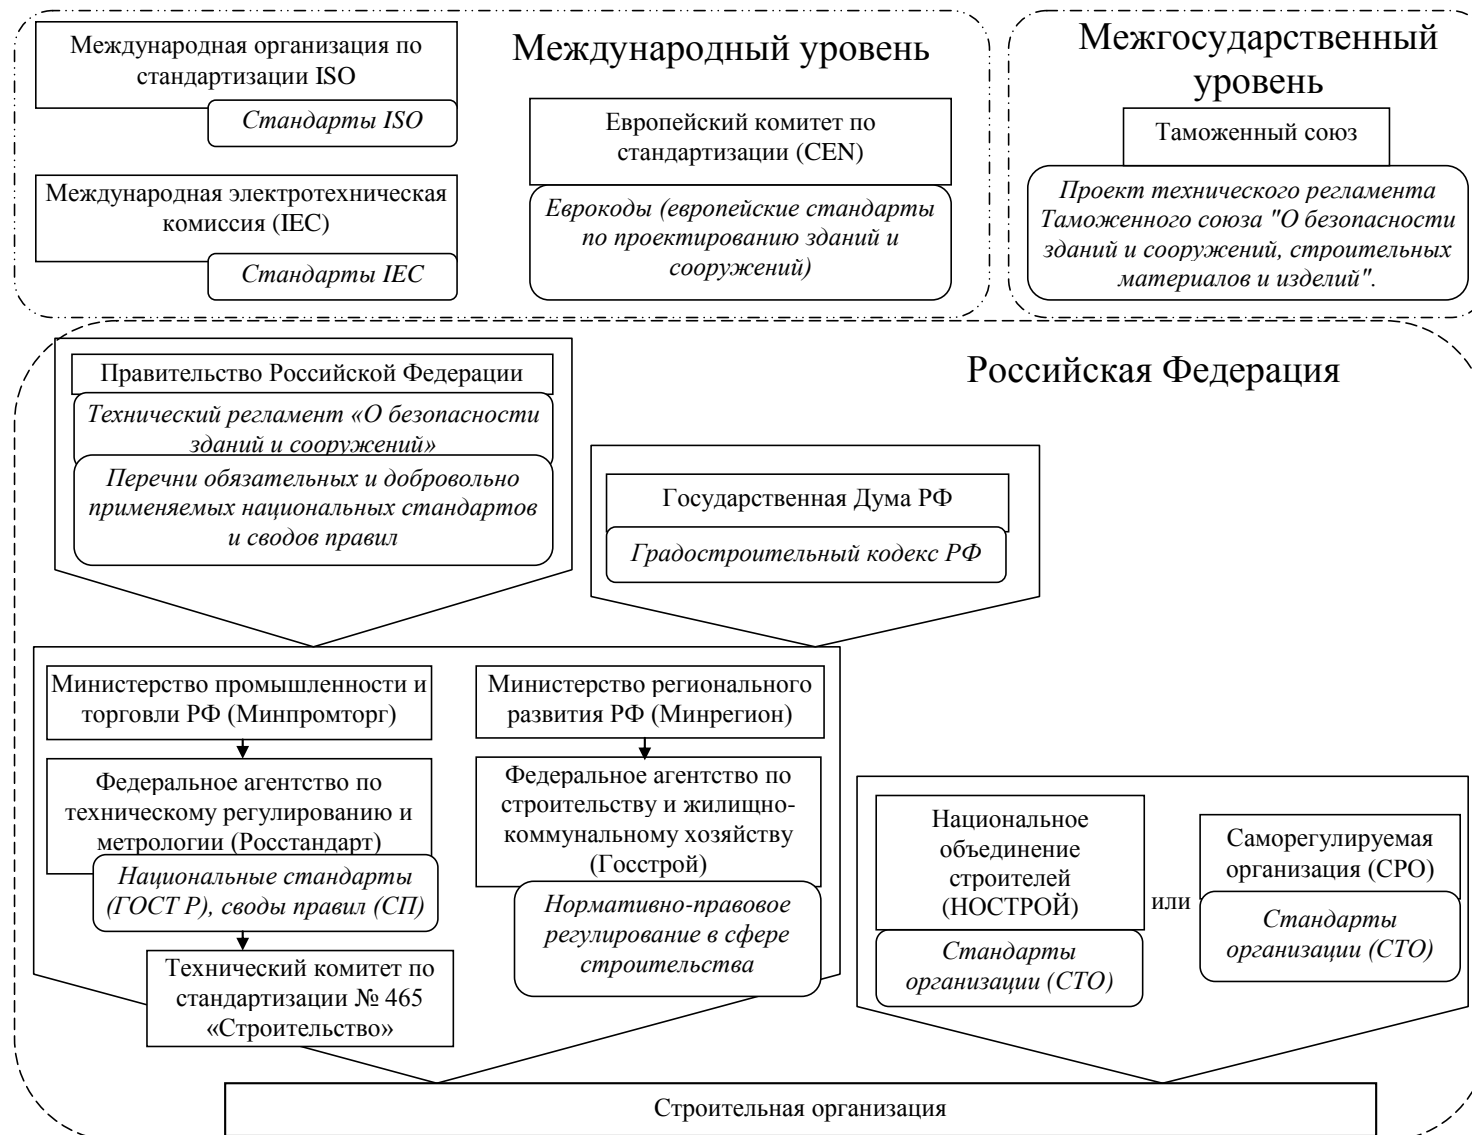 Международная организация по
стандартизации ISO
Стандарты ISO
Международная электротехническая
комиссия (IEC)
Стандарты IEC
Международный уровень
Европейский комитет по
стандартизации (CEN)
Еврокоды (европейские стандарты
по проектированию зданий и
сооружений)
Межгосударственный
уровень
Таможенный союз
Проект технического регламента
Таможенного союза "О безопасности
зданий и сооружений, строительных
материалов и изделий".
Российская Федерация
Правительство Российской Федерации
Технический регламент «О безопасности
зданий и сооружений»
Перечни обязательных и добровольно
применяемых национальных стандартов
и сводов правил
Государственная Дума РФ
Градостроительный кодекс РФ
Министерство промышленности и
торговли РФ (Минпромторг)
Федеральное агентство по
техническому регулированию и
метрологии (Росстандарт)
Национальные стандарты
(ГОСТ Р), своды правил (СП)
Технический комитет по
стандартизации № 465
«Строительство»
Министерство регионального
развития РФ (Минрегион)
Федеральное агентство по
строительству и жилищно-
коммунальному хозяйству
(Госстрой)
Нормативно-правовое
регулирование в сфере
строительства
Национальное
объединение
строителей
(НОСТРОЙ)
Стандарты
организации (СТО)
или
Саморегулируемая
организация (СРО)
Стандарты
организации (СТО)
Строительная организация